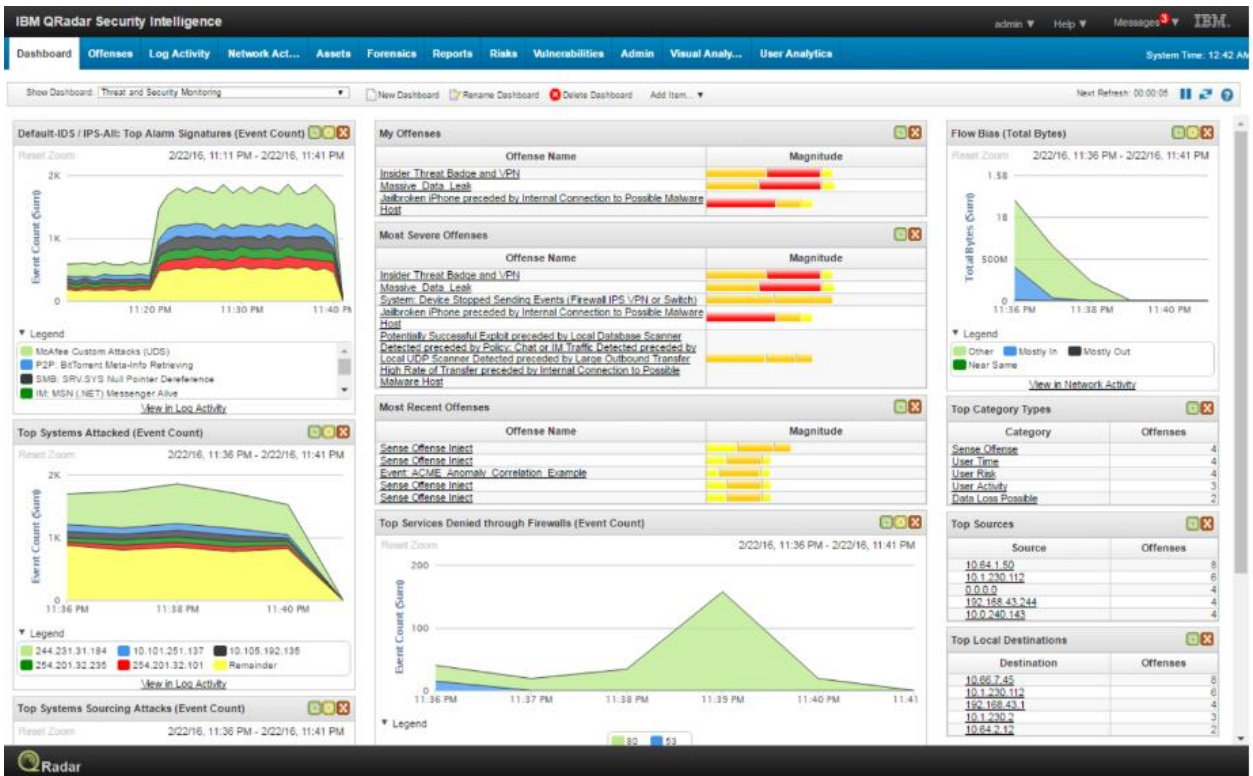 IBM QRadar Security Intelligence
admin ▼ Help ▼ Messages 3 ▼ IBM.
Dashboard Offenses Log Activity Network Act... Assets Forensics Reports Risks Vulnerabilities Admin Visual Analy... User Analytics System Time: 12:42 AM
Show Dashboard: Threat and Security Monitoring
New Dashboard Rename Dashboard Delete Dashboard Add Item... ▼
Next Refresh: 00:00:05
Default-IDS / IPS-All: Top Alarm Signatures (Event Count)
Reset Zoom 2/22/16, 11:11 PM - 2/22/16, 11:41 PM
Event Count (Sum)
2K
1K
0
11:20 PM 11:30 PM 11:40 PM
▼ Legend
McAfee Custom Attacks (UDS)
P2P: BitTorrent Meta-Info Retrieving
SMB: SRV.SYS Null Pointer Dereference
IM: MSN (.NET) Messenger Alive
View in Log Activity
Top Systems Attacked (Event Count)
Reset Zoom 2/22/16, 11:36 PM - 2/22/16, 11:41 PM
Event Count (Sum)
2K
1K
0
11:36 PM 11:38 PM 11:40 PM
▼ Legend
244.231.31.184 10.101.251.137 10.105.192.135
254.201.32.235 254.201.32.101 Remainder
View in Log Activity
Top Systems Sourcing Attacks (Event Count)
Reset Zoom 2/22/16, 11:36 PM - 2/22/16, 11:41 PM
My Offenses
Offense Name Magnitude
Insider Threat Badge and VPN
Massive_Data_Leak
Jailbroken iPhone preceded by Internal Connection to Possible Malware
Host
Most Severe Offenses
Offense Name Magnitude
Insider Threat Badge and VPN
Massive_Data_Leak
System: Device Stopped Sending Events (Firewall IPS VPN or Switch)
Jailbroken iPhone preceded by Internal Connection to Possible Malware
Host
Potentially Successful Exploit preceded by Local Database Scanner
Detected preceded by Policy: Chat or IM Traffic Detected preceded by
Local UDP Scanner Detected preceded by Large Outbound Transfer
High Rate of Transfer preceded by Internal Connection to Possible
Malware Host
Most Recent Offenses
Offense Name Magnitude
Sense Offense Inject
Sense Offense Inject
Event: ACME_Anomaly_Correlation_Example
Sense Offense Inject
Sense Offense Inject
Top Services Denied through Firewalls (Event Count)
Reset Zoom 2/22/16, 11:36 PM - 2/22/16, 11:41 PM
Event Count (Sum)
200
100
0
11:36 PM 11:37 PM 11:38 PM 11:39 PM 11:40 PM 11:41
▼ Legend
80 53
Flow Bias (Total Bytes)
Reset Zoom 2/22/16, 11:36 PM - 2/22/16, 11:41 PM
Total Bytes (Sum)
1.5B
1B
500M
0
11:36 PM 11:38 PM 11:40 PM
▼ Legend
Other Mostly In Mostly Out
Near Same
View in Network Activity
Top Category Types
Category Offenses
Sense Offense 4
User Time 4
User Risk 4
User Activity 3
Data Loss Possible 2
Top Sources
Source Offenses
10.64.1.50 8
10.1.230.112 6
0.0.0.0 4
192.168.43.244 4
10.0.240.143 4
Top Local Destinations
Destination Offenses
10.66.7.45 8
10.1.230.112 6
192.168.43.1 4
10.1.230.2 3
10.64.2.12 2
QRadar